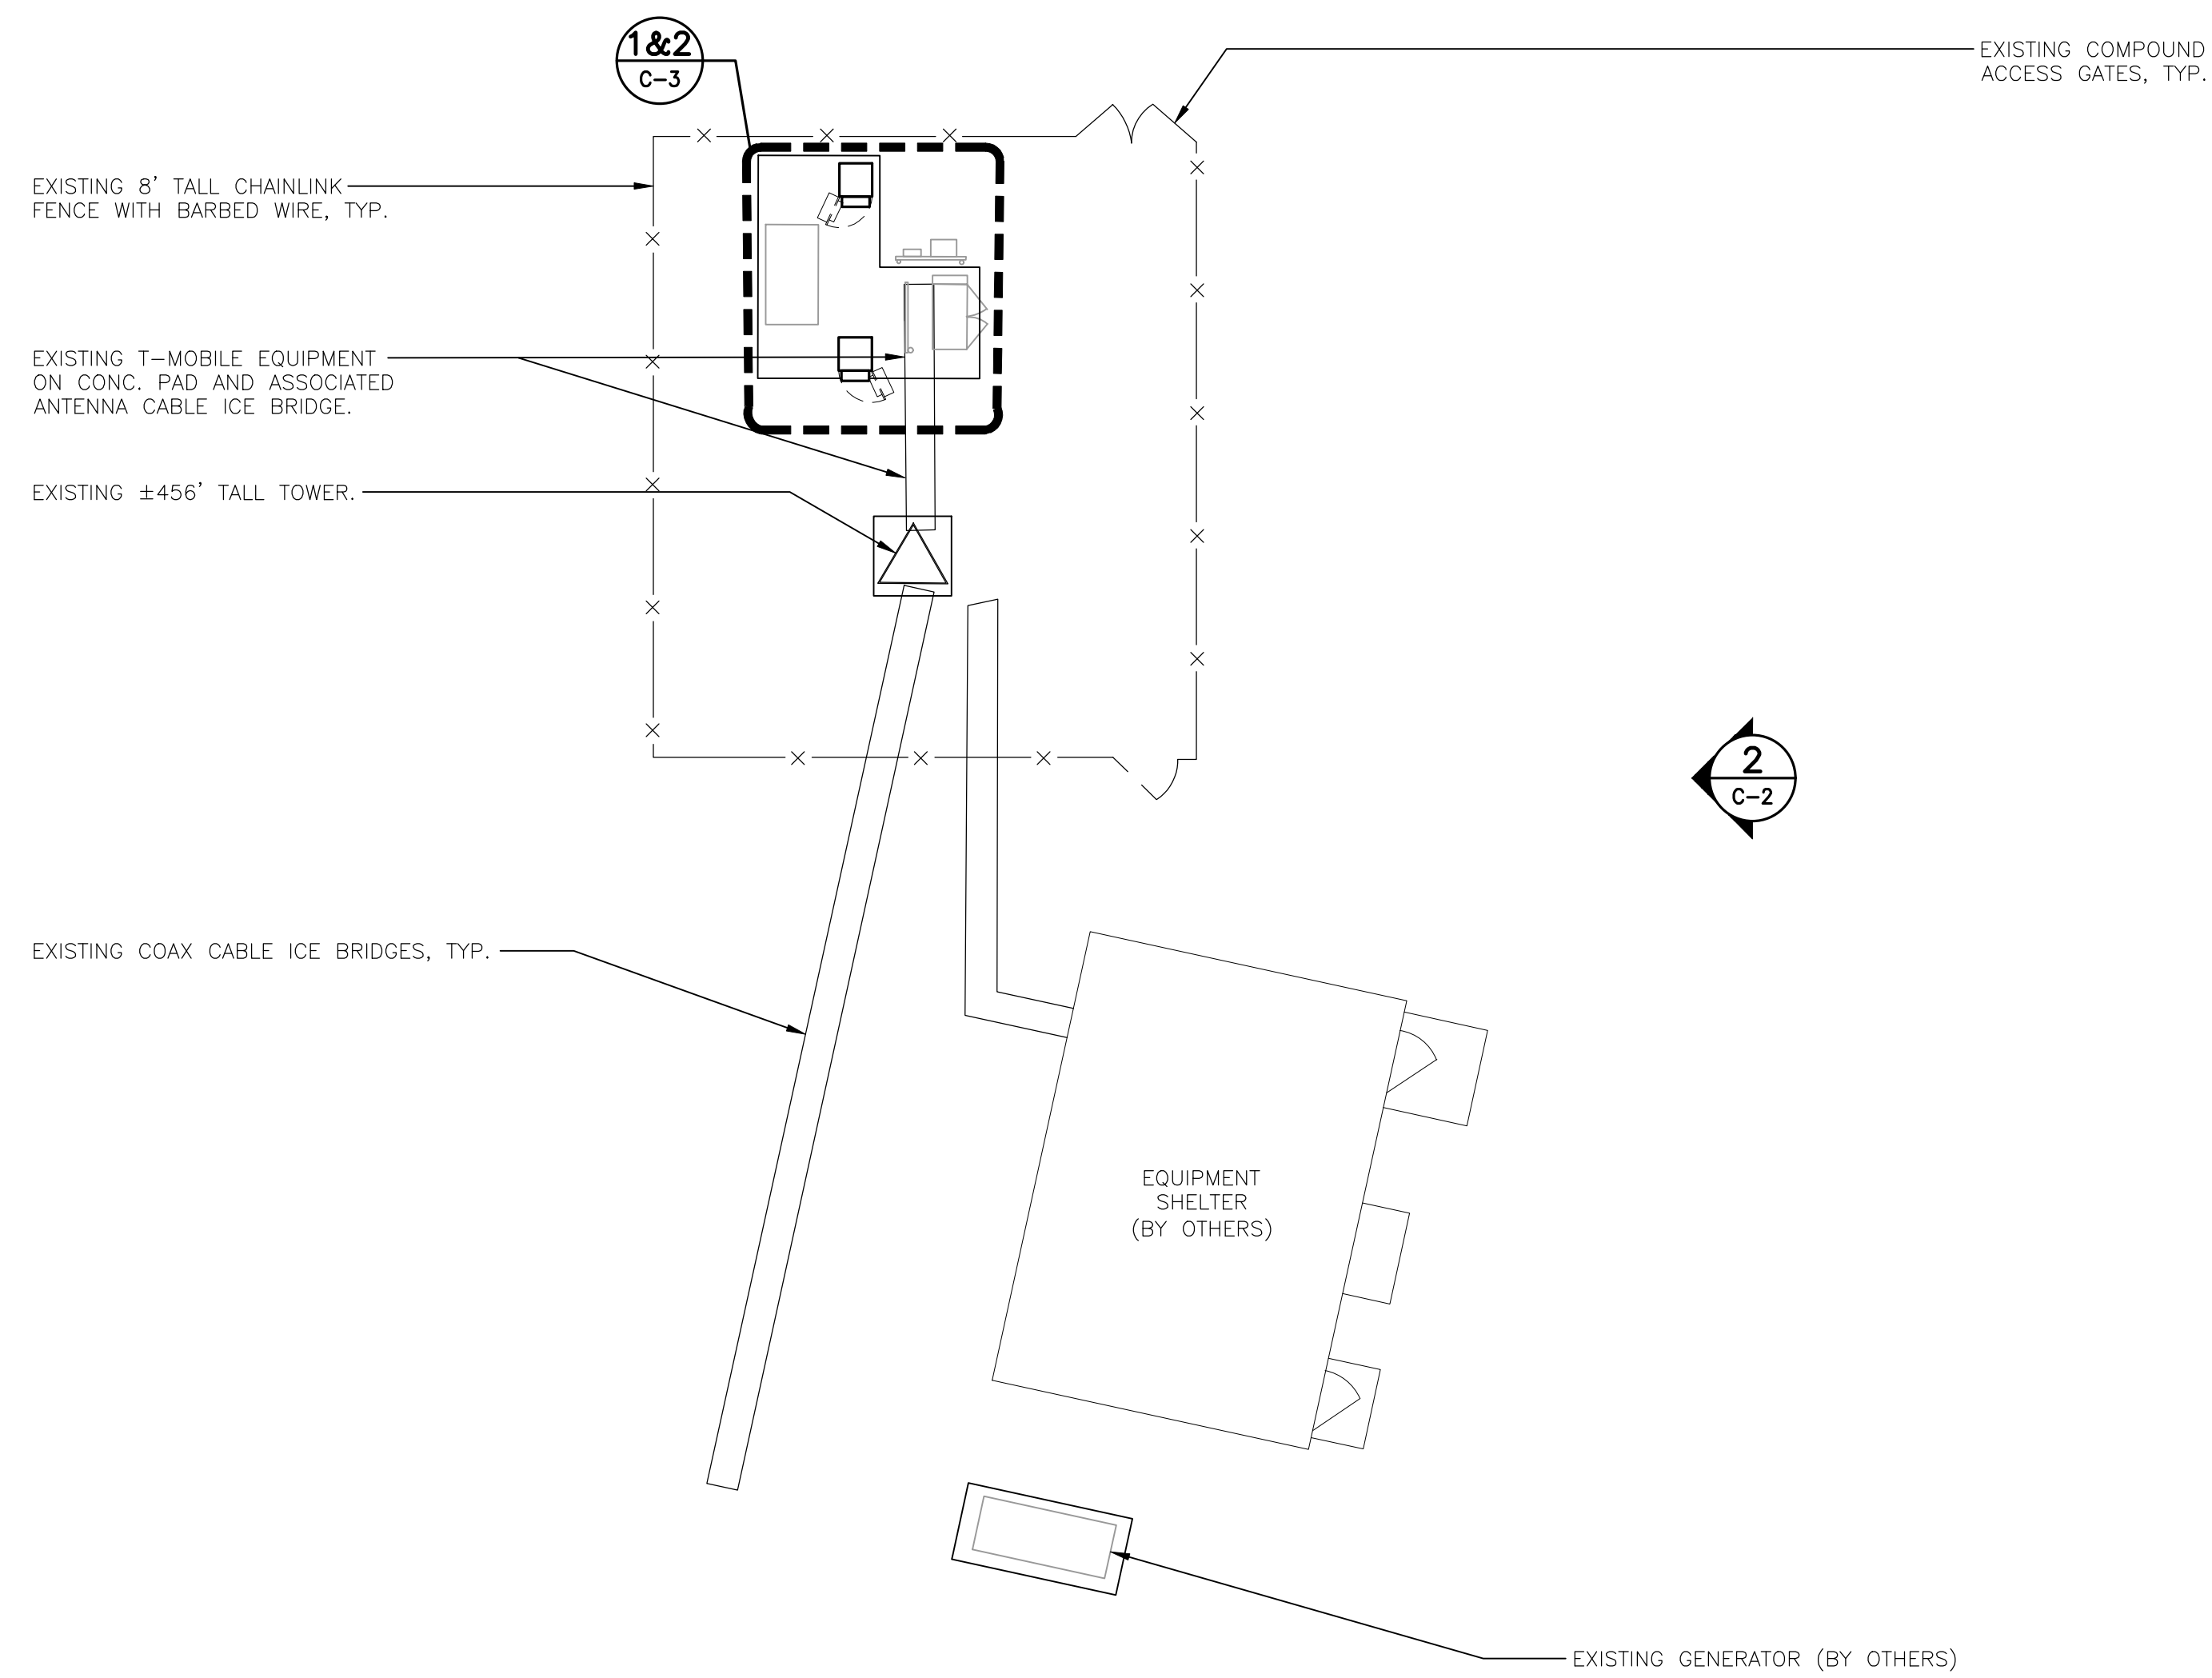 1&2
C-3
EXISTING COMPOUND
ACCESS GATES, TYP.
EXISTING 8' TALL CHAINLINK
FENCE WITH BARBED WIRE, TYP.
EXISTING T-MOBILE EQUIPMENT
ON CONC. PAD AND ASSOCIATED
ANTENNA CABLE ICE BRIDGE.
EXISTING ±456' TALL TOWER.
2
C-2
EXISTING COAX CABLE ICE BRIDGES, TYP.
EQUIPMENT
SHELTER
(BY OTHERS)
EXISTING GENERATOR (BY OTHERS)